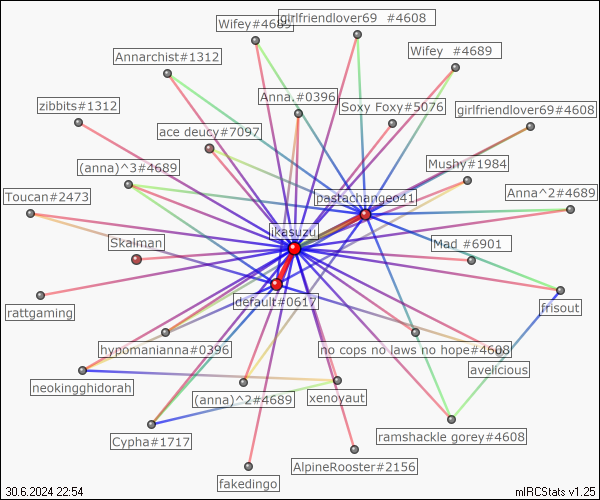 Wifey#4689
girlfriendlover69 #4608
Wifey #4689
Annarchist#1312
zibbits#1312
Anna.#0396
Soxy Foxy#5076
girlfriendlover69#4608
ace deucy#7097
(anna)^3#4689
Mushy#1984
Toucan#2473
pastachangeo41
Anna^2#4689
ikasuzu
Skalman
Mad #6901
default#0617
rattgaming
frisout
hypomanianna#0396
no cops no laws no hope#4608
avelicious
neokingghidorah
(anna)^2#4689
xenoyaut
Cypha#1717
ramshackle gorey#4608
AlpineRooster#2156
fakedingo
30.6.2024 22:54
mIRCStats v1.25